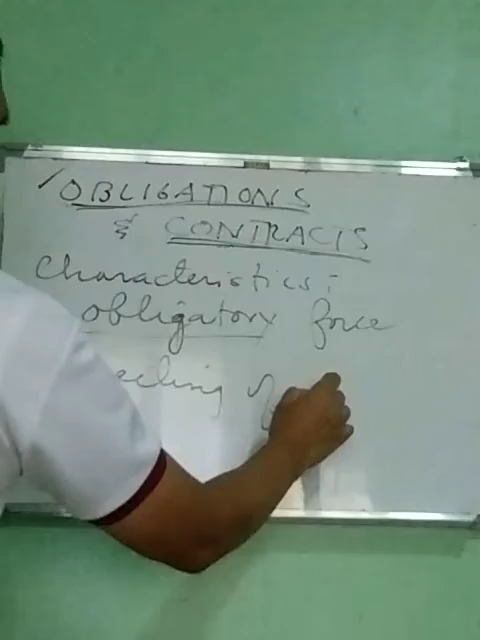 OBLIGATIONS
& CONTRACTS
Characteristics:
obligatory force